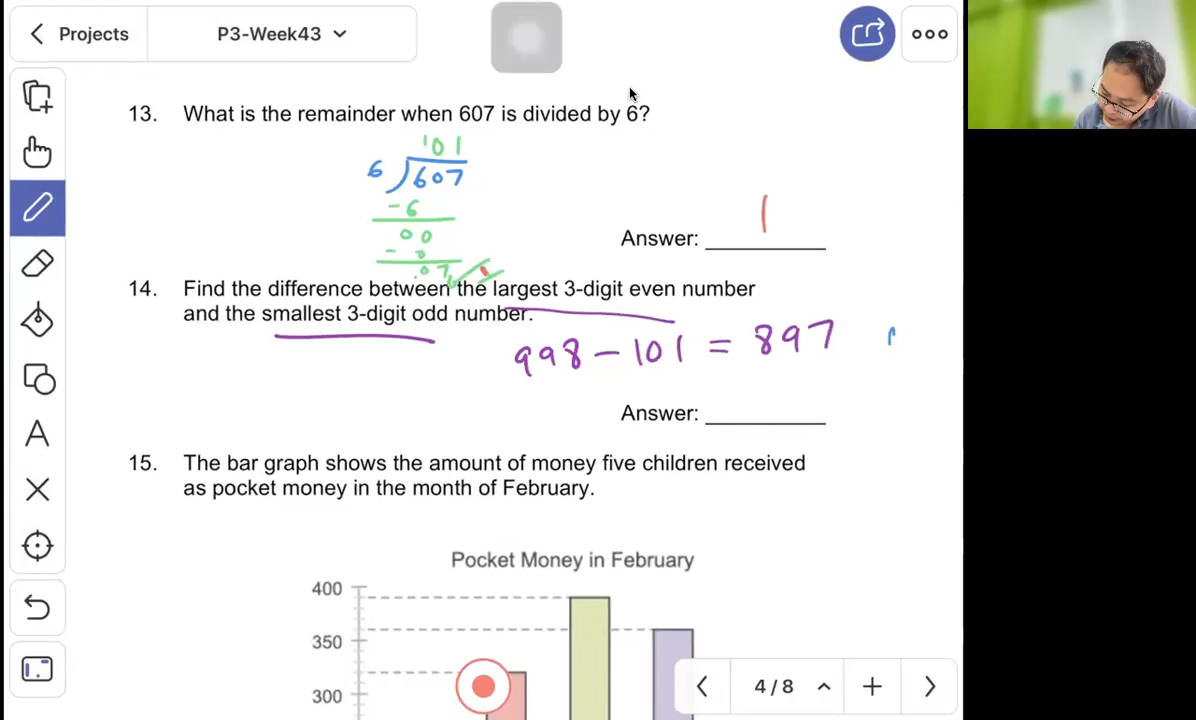 Projects
P3-Week43
13. What is the remainder when 607 is divided by 6?
101
6 607
-6
00
- 0
07
Answer: 1
14. Find the difference between the largest 3-digit even number
and the smallest 3-digit odd number.
998 - 101 = 897
Answer:
15. The bar graph shows the amount of money five children received
as pocket money in the month of February.
Pocket Money in February
400
350
300
4/8